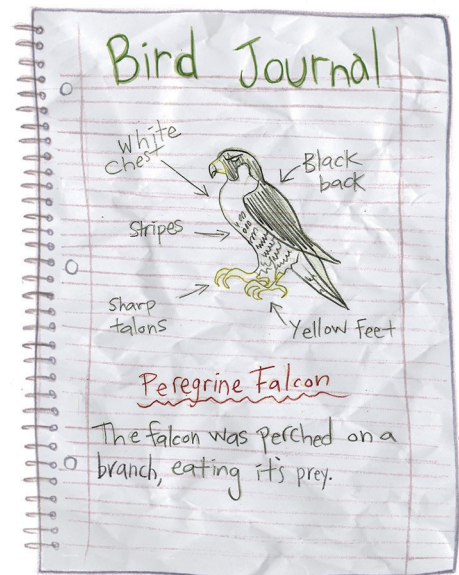 Bird Journal
White
chest
Black
back
Stripes
Sharp
talons
Yellow Feet
Peregrine Falcon
The falcon was perched on a
branch, eating it's prey.